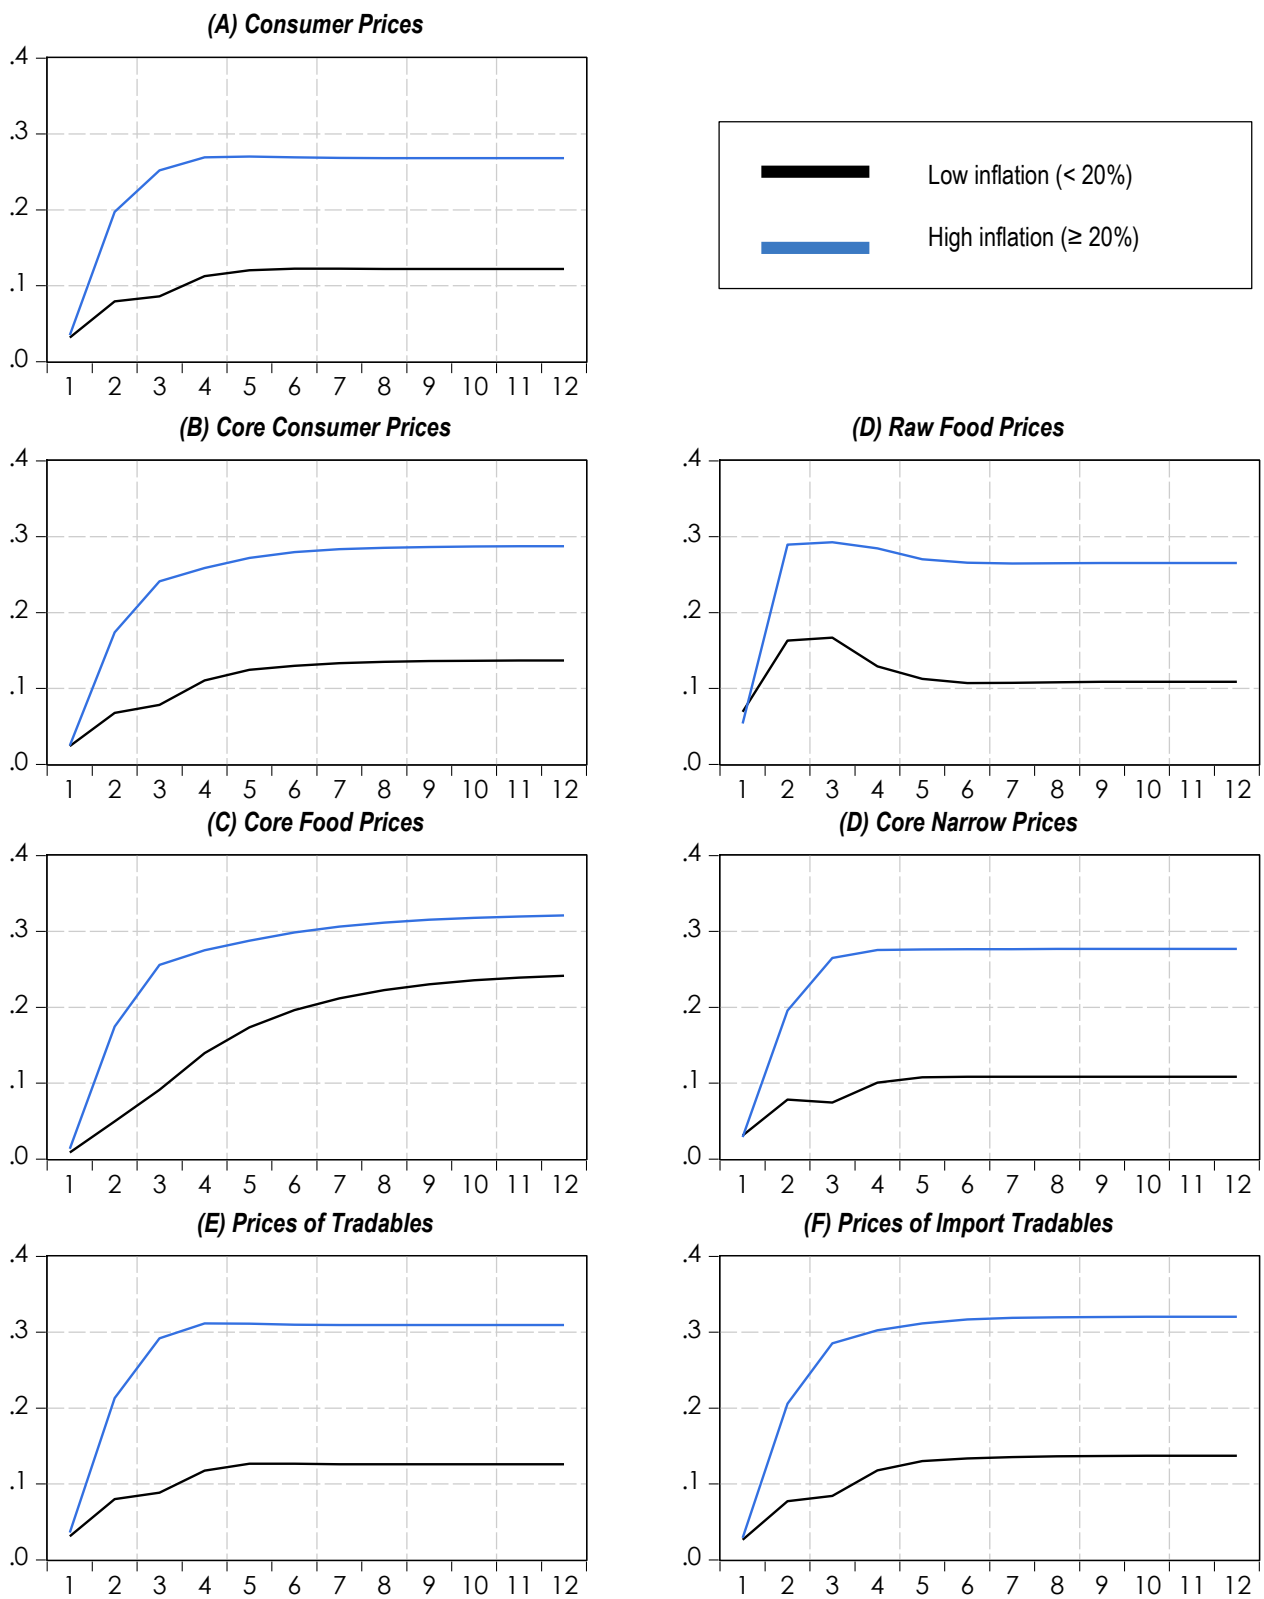 (A) Consumer Prices
.4
.3
.2
.1
.0
1 2 3 4 5 6 7 8 9 10 11 12
Low inflation (< 20%)
High inflation (≥ 20%)
(B) Core Consumer Prices
.4
.3
.2
.1
.0
1 2 3 4 5 6 7 8 9 10 11 12
(D) Raw Food Prices
.4
.3
.2
.1
.0
1 2 3 4 5 6 7 8 9 10 11 12
(C) Core Food Prices
.4
.3
.2
.1
.0
1 2 3 4 5 6 7 8 9 10 11 12
(D) Core Narrow Prices
.4
.3
.2
.1
.0
1 2 3 4 5 6 7 8 9 10 11 12
(E) Prices of Tradables
.4
.3
.2
.1
.0
1 2 3 4 5 6 7 8 9 10 11 12
(F) Prices of Import Tradables
.4
.3
.2
.1
.0
1 2 3 4 5 6 7 8 9 10 11 12